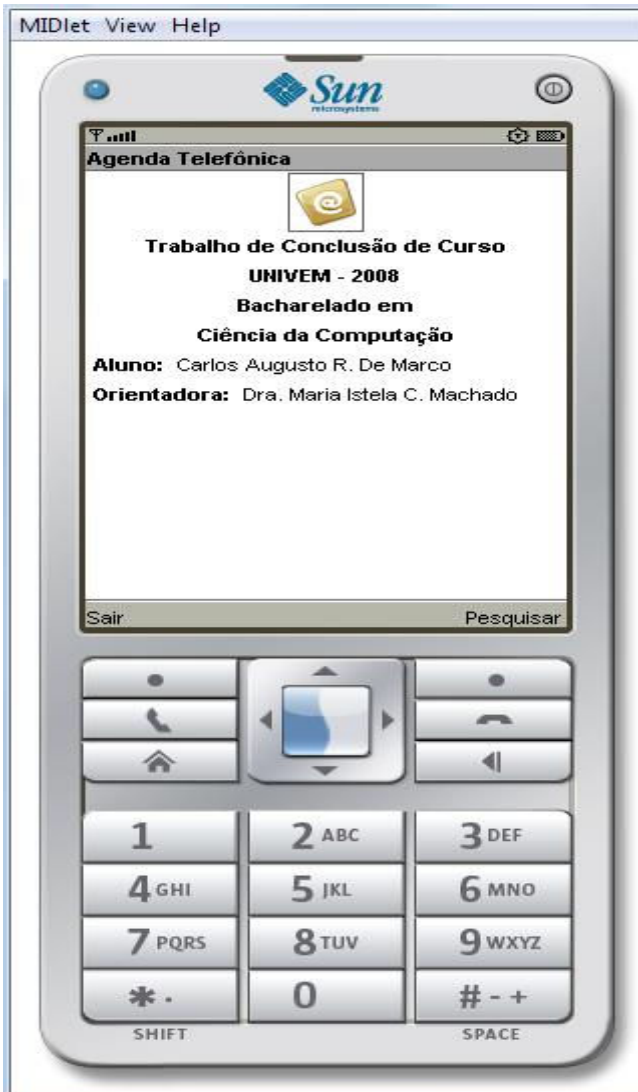 MIDlet View Help
Sun
microsystems
Agenda Telefônica
@
Trabalho de Conclusão de Curso
UNIVEM - 2008
Bacharelado em
Ciência da Computação
Aluno: Carlos Augusto R. De Marco
Orientadora: Dra. Maria Istela C. Machado
Sair Pesquisar
1 2 ABC 3 DEF
4 GHI 5 JKL 6 MNO
7 PQRS 8 TUV 9 WXYZ
* . 0 # - +
SHIFT SPACE